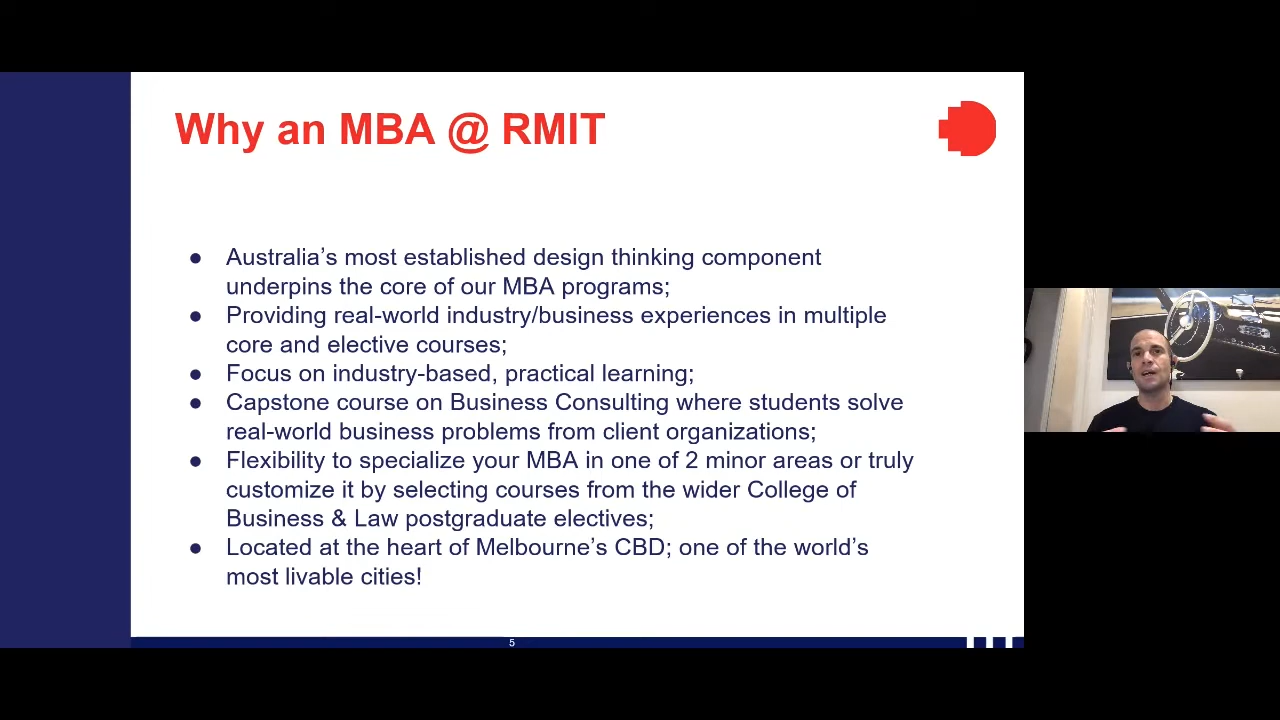 Why an MBA @ RMIT
● Australia’s most established design thinking component
underpins the core of our MBA programs;
● Providing real-world industry/business experiences in multiple
core and elective courses;
● Focus on industry-based, practical learning;
● Capstone course on Business Consulting where students solve
real-world business problems from client organizations;
● Flexibility to specialize your MBA in one of 2 minor areas or truly
customize it by selecting courses from the wider College of
Business & Law postgraduate electives;
● Located at the heart of Melbourne’s CBD; one of the world’s
most livable cities!
5